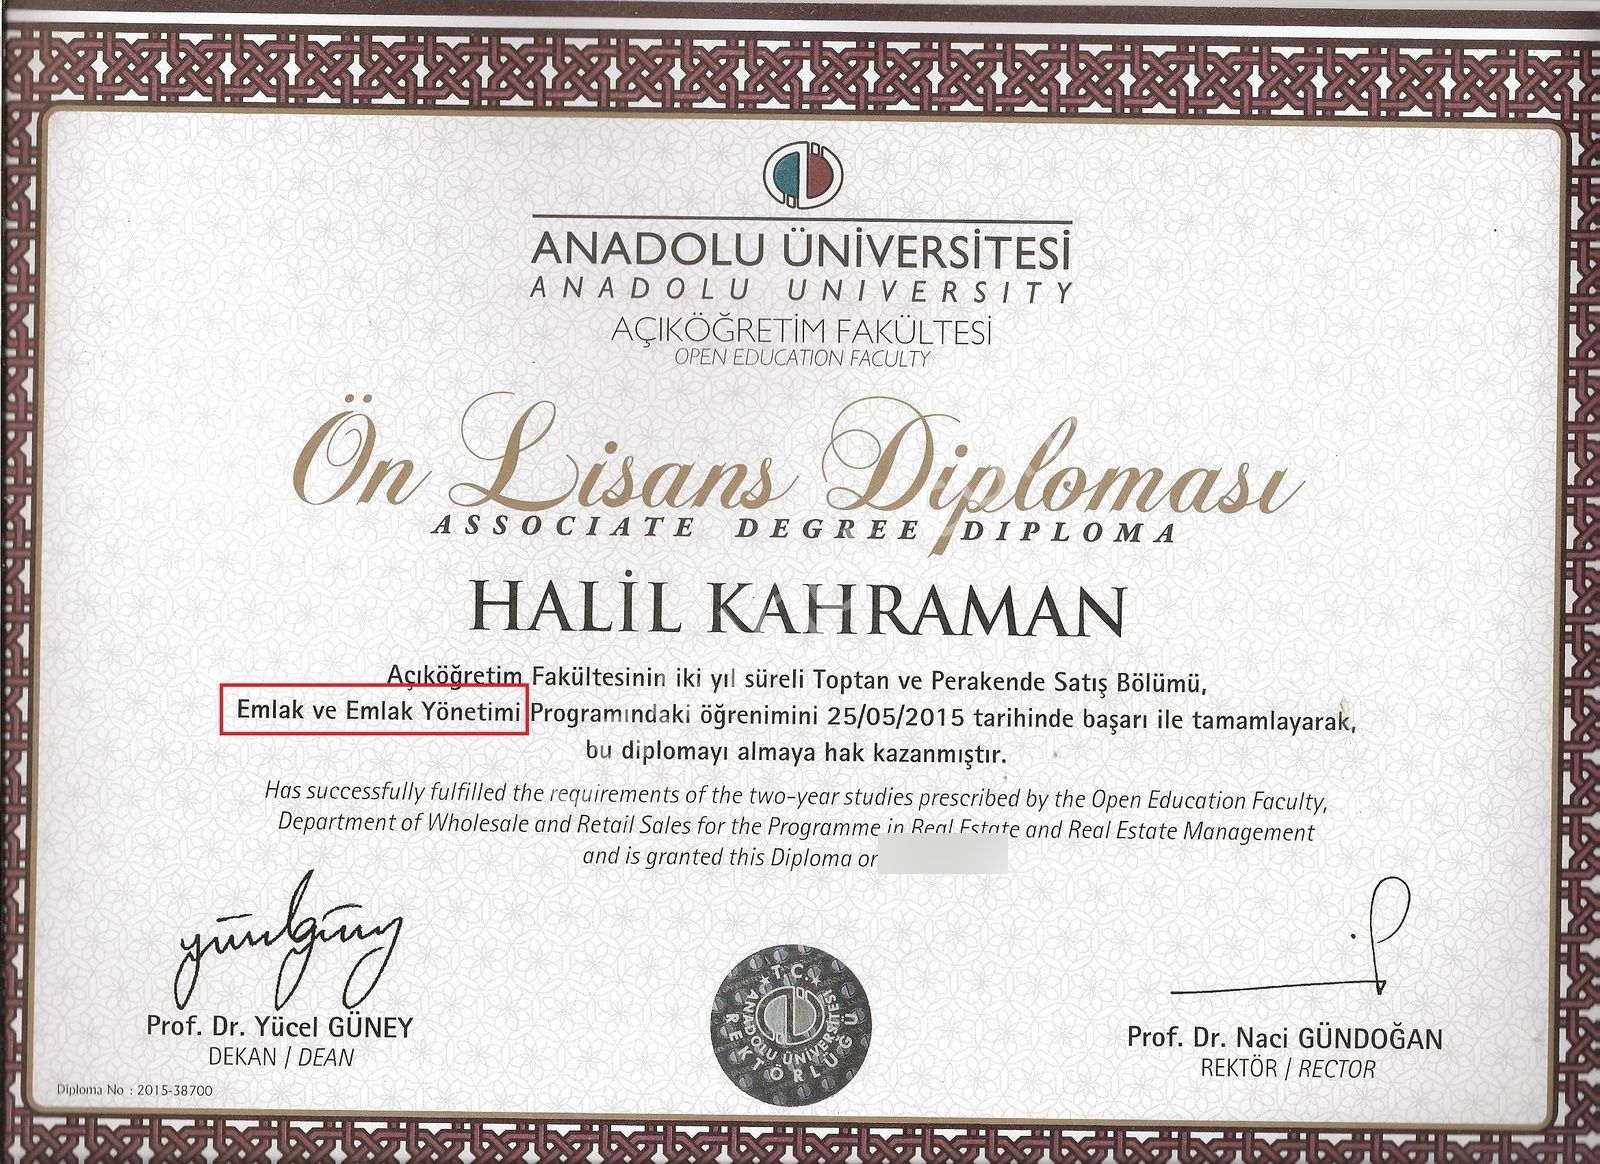 ANADOLU ÜNİVERSİTESİ
ANADOLU UNIVERSITY
AÇIKÖĞRETİM FAKÜLTESİ
OPEN EDUCATION FACULTY
Ön Lisans Diploması
ASSOCIATE DEGREE DIPLOMA
HALİL KAHRAMAN
Açıköğretim Fakültesinin iki yıl süreli Toptan ve Perakende Satış Bölümü,
Emlak ve Emlak Yönetimi Programındaki öğrenimini 25/05/2015 tarihinde başarı ile tamamlayarak,
bu diplomayı almaya hak kazanmıştır.
Has successfully fulfilled the requirements of the two-year studies prescribed by the Open Education Faculty,
Department of Wholesale and Retail Sales for the Programme in Real Estate and Real Estate Management
and is granted this Diploma
T.C.
ANADOLU ÜNİVERSİTESİ
REKTÖRLÜĞÜ
Prof. Dr. Yücel GÜNEY
DEKAN / DEAN
Prof. Dr. Naci GÜNDOĞAN
REKTÖR / RECTOR
Diploma No : 2015-38700